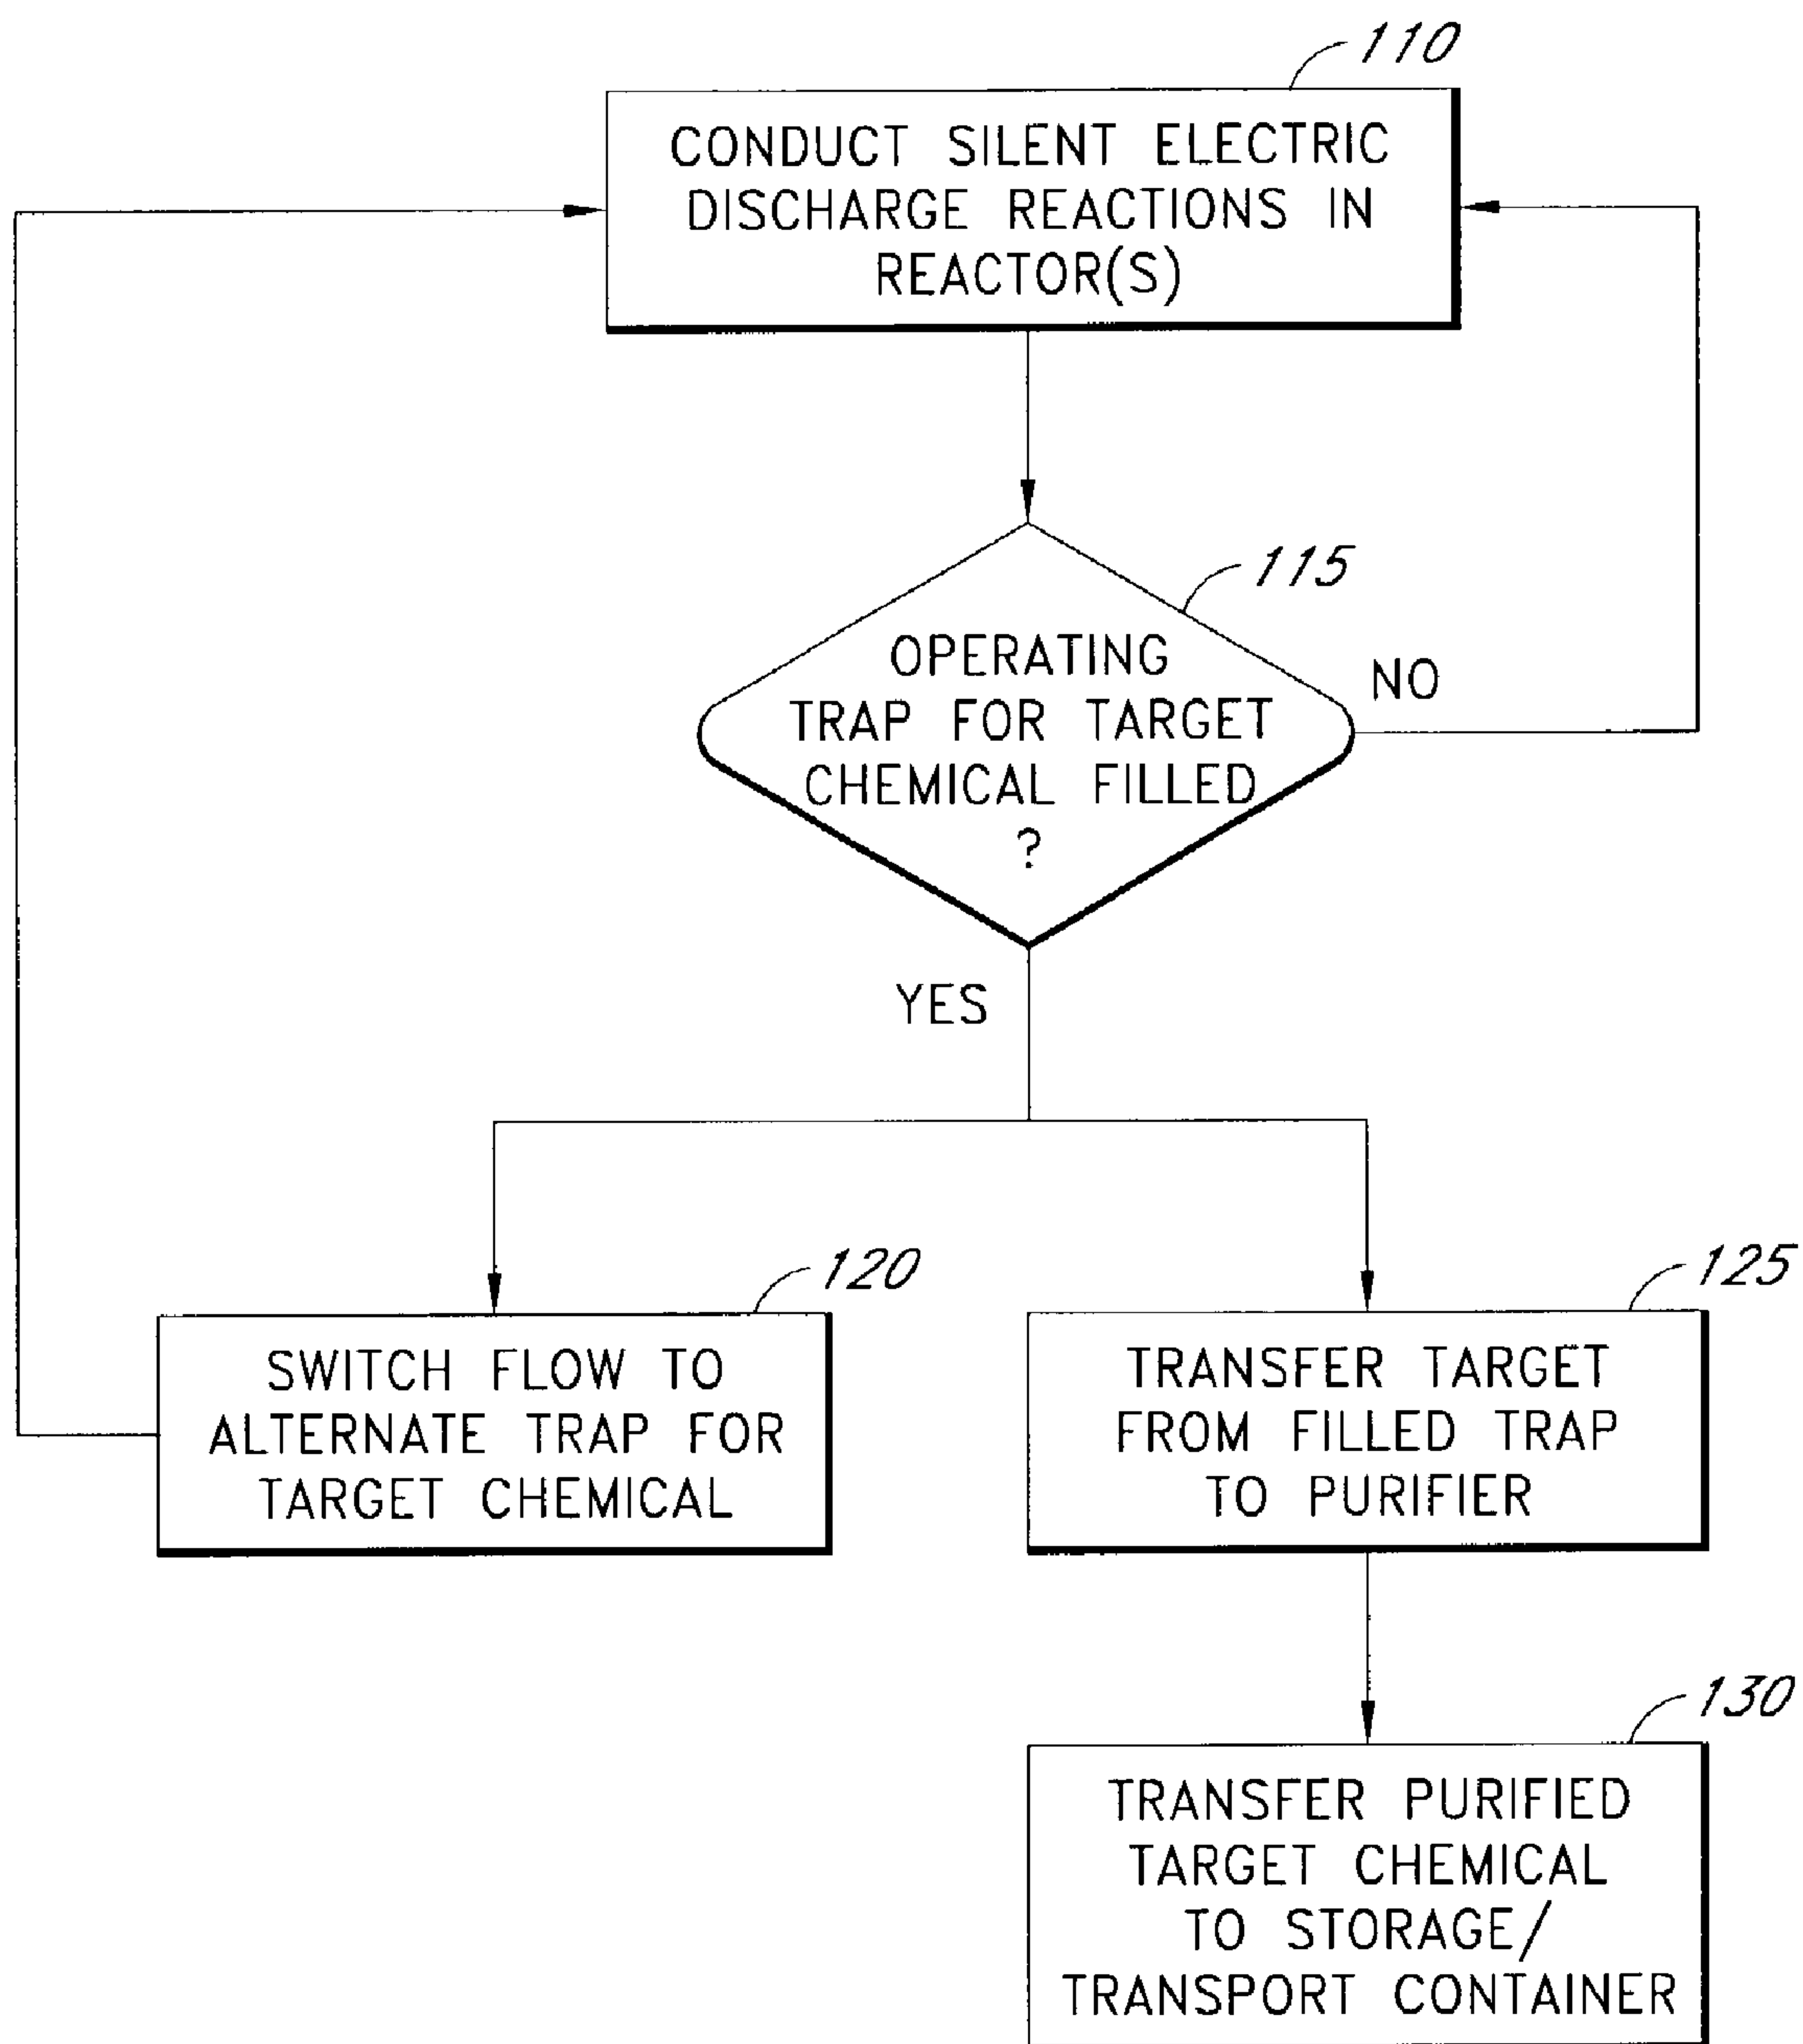 110
CONDUCT SILENT ELECTRIC
DISCHARGE REACTIONS IN
REACTOR(S)
115
OPERATING
TRAP FOR TARGET
CHEMICAL FILLED
?
NO
YES
120
SWITCH FLOW TO
ALTERNATE TRAP FOR
TARGET CHEMICAL
125
TRANSFER TARGET
FROM FILLED TRAP
TO PURIFIER
130
TRANSFER PURIFIED
TARGET CHEMICAL
TO STORAGE/
TRANSPORT CONTAINER